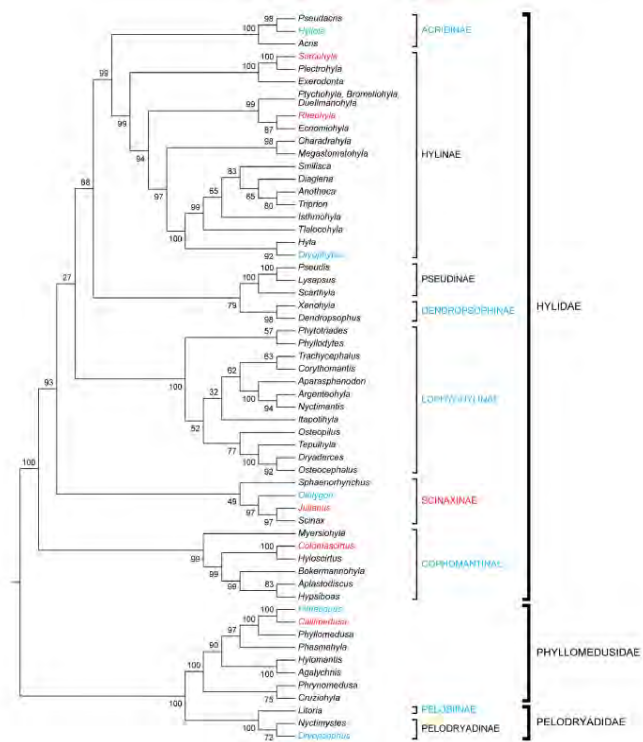 98
Pseudacris
Hyliola
100
Acris
ACRIDINAE
99
100
Sarcohyla
Plectrohyla
100
Exerodonta
99
Ptychohyla, Bromeliohyla,
Duellmanohyla
99
Rheohyla
87
Ecnomiohyla
94
98
Charadrahyla
Megastomatohyla
HYLINAE
97
83
Smilisca
Diaglena
65
65
Anotheca
80
Triprion
99
Isthmohyla
Tlalocohyla
100
Hyla
92
Dryophytes
88
100
Pseudis
Lysapsus
100
Scarthyla
PSEUDINAE
79
Xenohyla
98
Dendropsophus
DENDROPSOPHINAE
HYLIDAE
27
57
Phytotriades
Phyllodytes
100
83
Trachycephalus
Corythomantis
62
Aparasphenodon
100
Argenteohyla
94
Nyctimantis
32
Itapotihyla
LOPHYOHYLINAE
52
Osteopilus
77
Tepuihyla
100
Dryaderces
92
Osteocephalus
93
Sphaenorhynchus
49
Ololygon
97
Julianus
97
Scinax
SCINAXINAE
100
Myersiohyla
99
100
Colomascirtus
Hyloscirtus
99
Bokermannohyla
98
83
Aplastodiscus
Hypsiboas
COPHOMANTINAE
100
Pithecopus
Callimedusa
100
Phyllomedusa
97
Phasmahyla
90
Hylomantis
100
Agalychnis
100
Phrynomedusa
75
Cruziohyla
PHYLLOMEDUSIDAE
100
Litoria
PELOBIINAE
100
Nyctimystes
72
Dryopsophus
PELODRYADINAE
PELODRYADIDAE